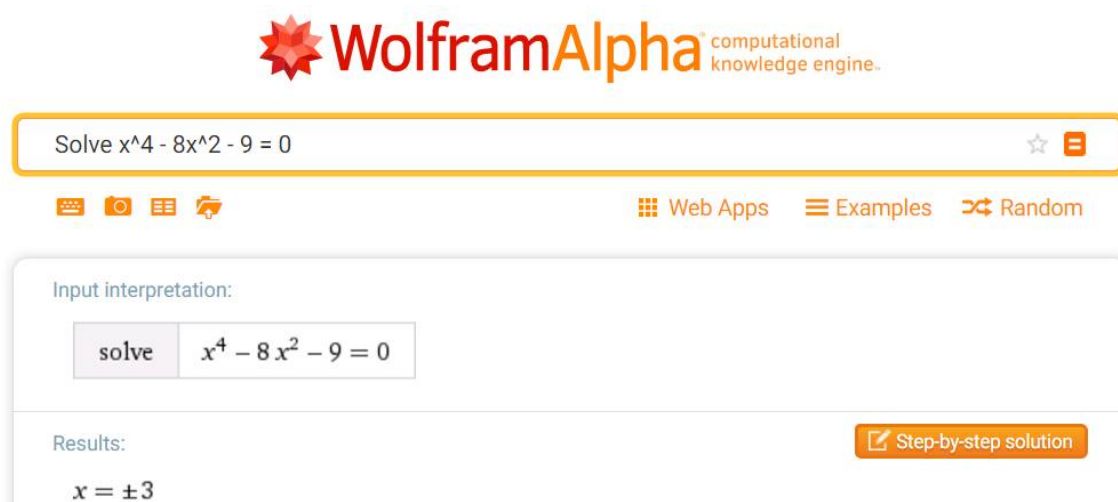 WolframAlpha computational
knowledge engine
Solve x^4 - 8x^2 - 9 = 0
Web Apps Examples Random
Input interpretation:
solve x⁴ – 8 x² – 9 = 0
Results: Step-by-step solution
x = ±3